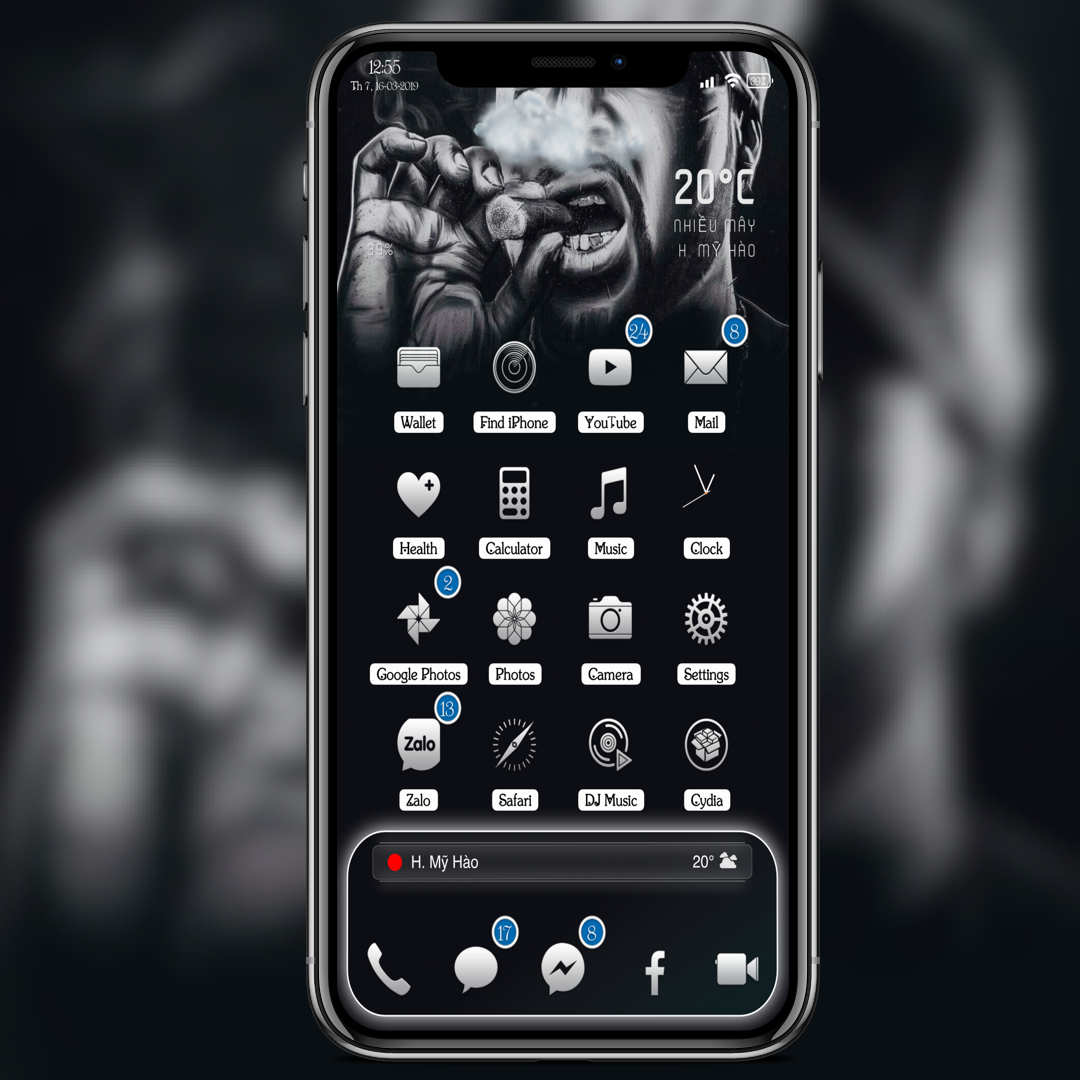 12:55
Th 7, 16-03-2019
39%
20°C
NHIỀU MÂY
H. MỸ HÀO
39%
24
8
Wallet
Find iPhone
YouTube
Mail
Health
Calculator
Music
Clock
2
Google Photos
Photos
Camera
Settings
13
Zalo
Zalo
Safari
DJ Music
Cydia
H. Mỹ Hào
20°
17
8